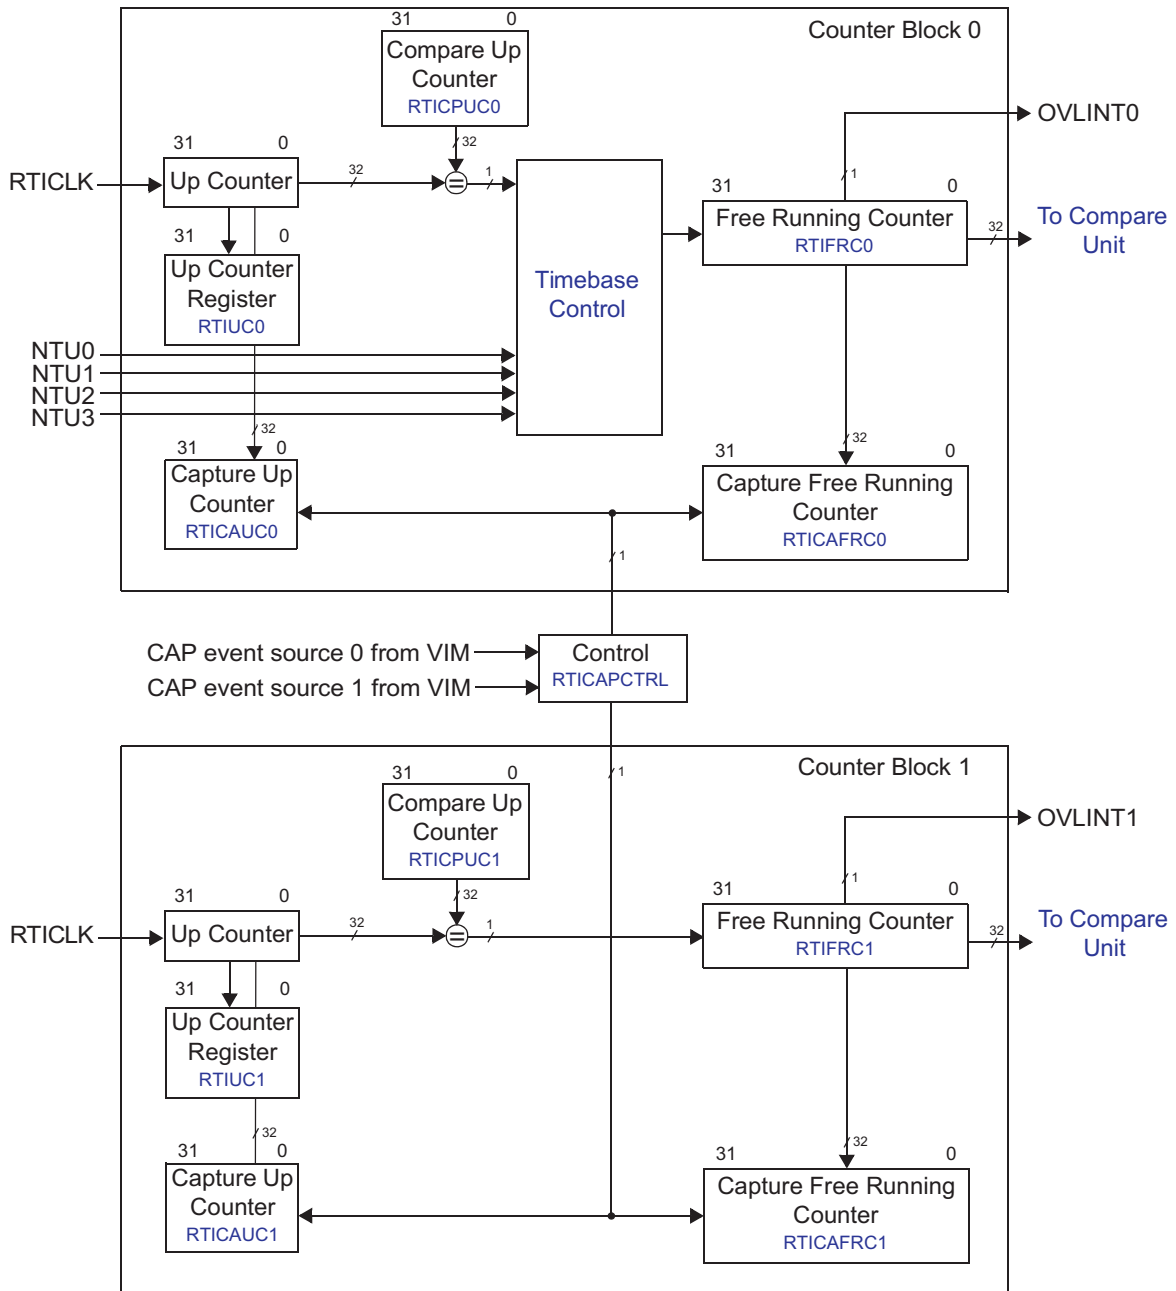 Counter Block 0
31 0
Compare Up
Counter
RTICPUC0
32
OVLINT0
RTICLK
31 0
Up Counter
32
=
1
Timebase
Control
31 0
1
Free Running Counter
RTIFRC0
32
To Compare
Unit
31 0
Up Counter
Register
RTIUC0
NTU0
NTU1
NTU2
NTU3
32
31 0
Capture Up
Counter
RTICAUC0
32
31 0
Capture Free Running
Counter
RTICAFRC0
1
CAP event source 0 from VIM
CAP event source 1 from VIM
Control
RTICAPCTRL
Counter Block 1
1
31 0
Compare Up
Counter
RTICPUC1
32
OVLINT1
RTICLK
31 0
Up Counter
32
=
1
31 0
1
Free Running Counter
RTIFRC1
32
To Compare
Unit
31 0
Up Counter
Register
RTIUC1
32
31 0
Capture Up
Counter
RTICAUC1
32
31 0
Capture Free Running
Counter
RTICAFRC1